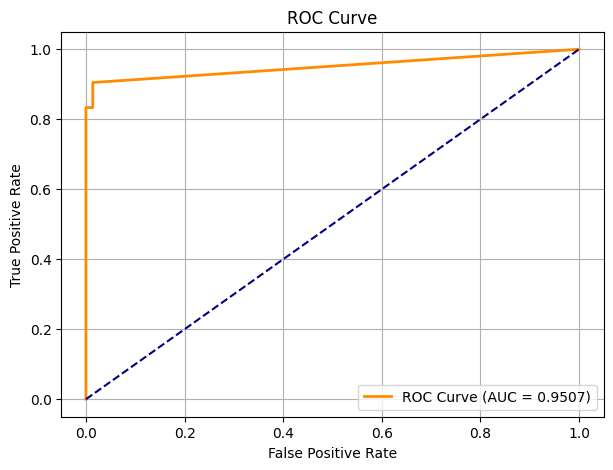 ROC Curve
True Positive Rate
1.0
0.8
0.6
0.4
0.2
0.0
ROC Curve (AUC = 0.9507)
0.0 0.2 0.4 0.6 0.8 1.0
False Positive Rate